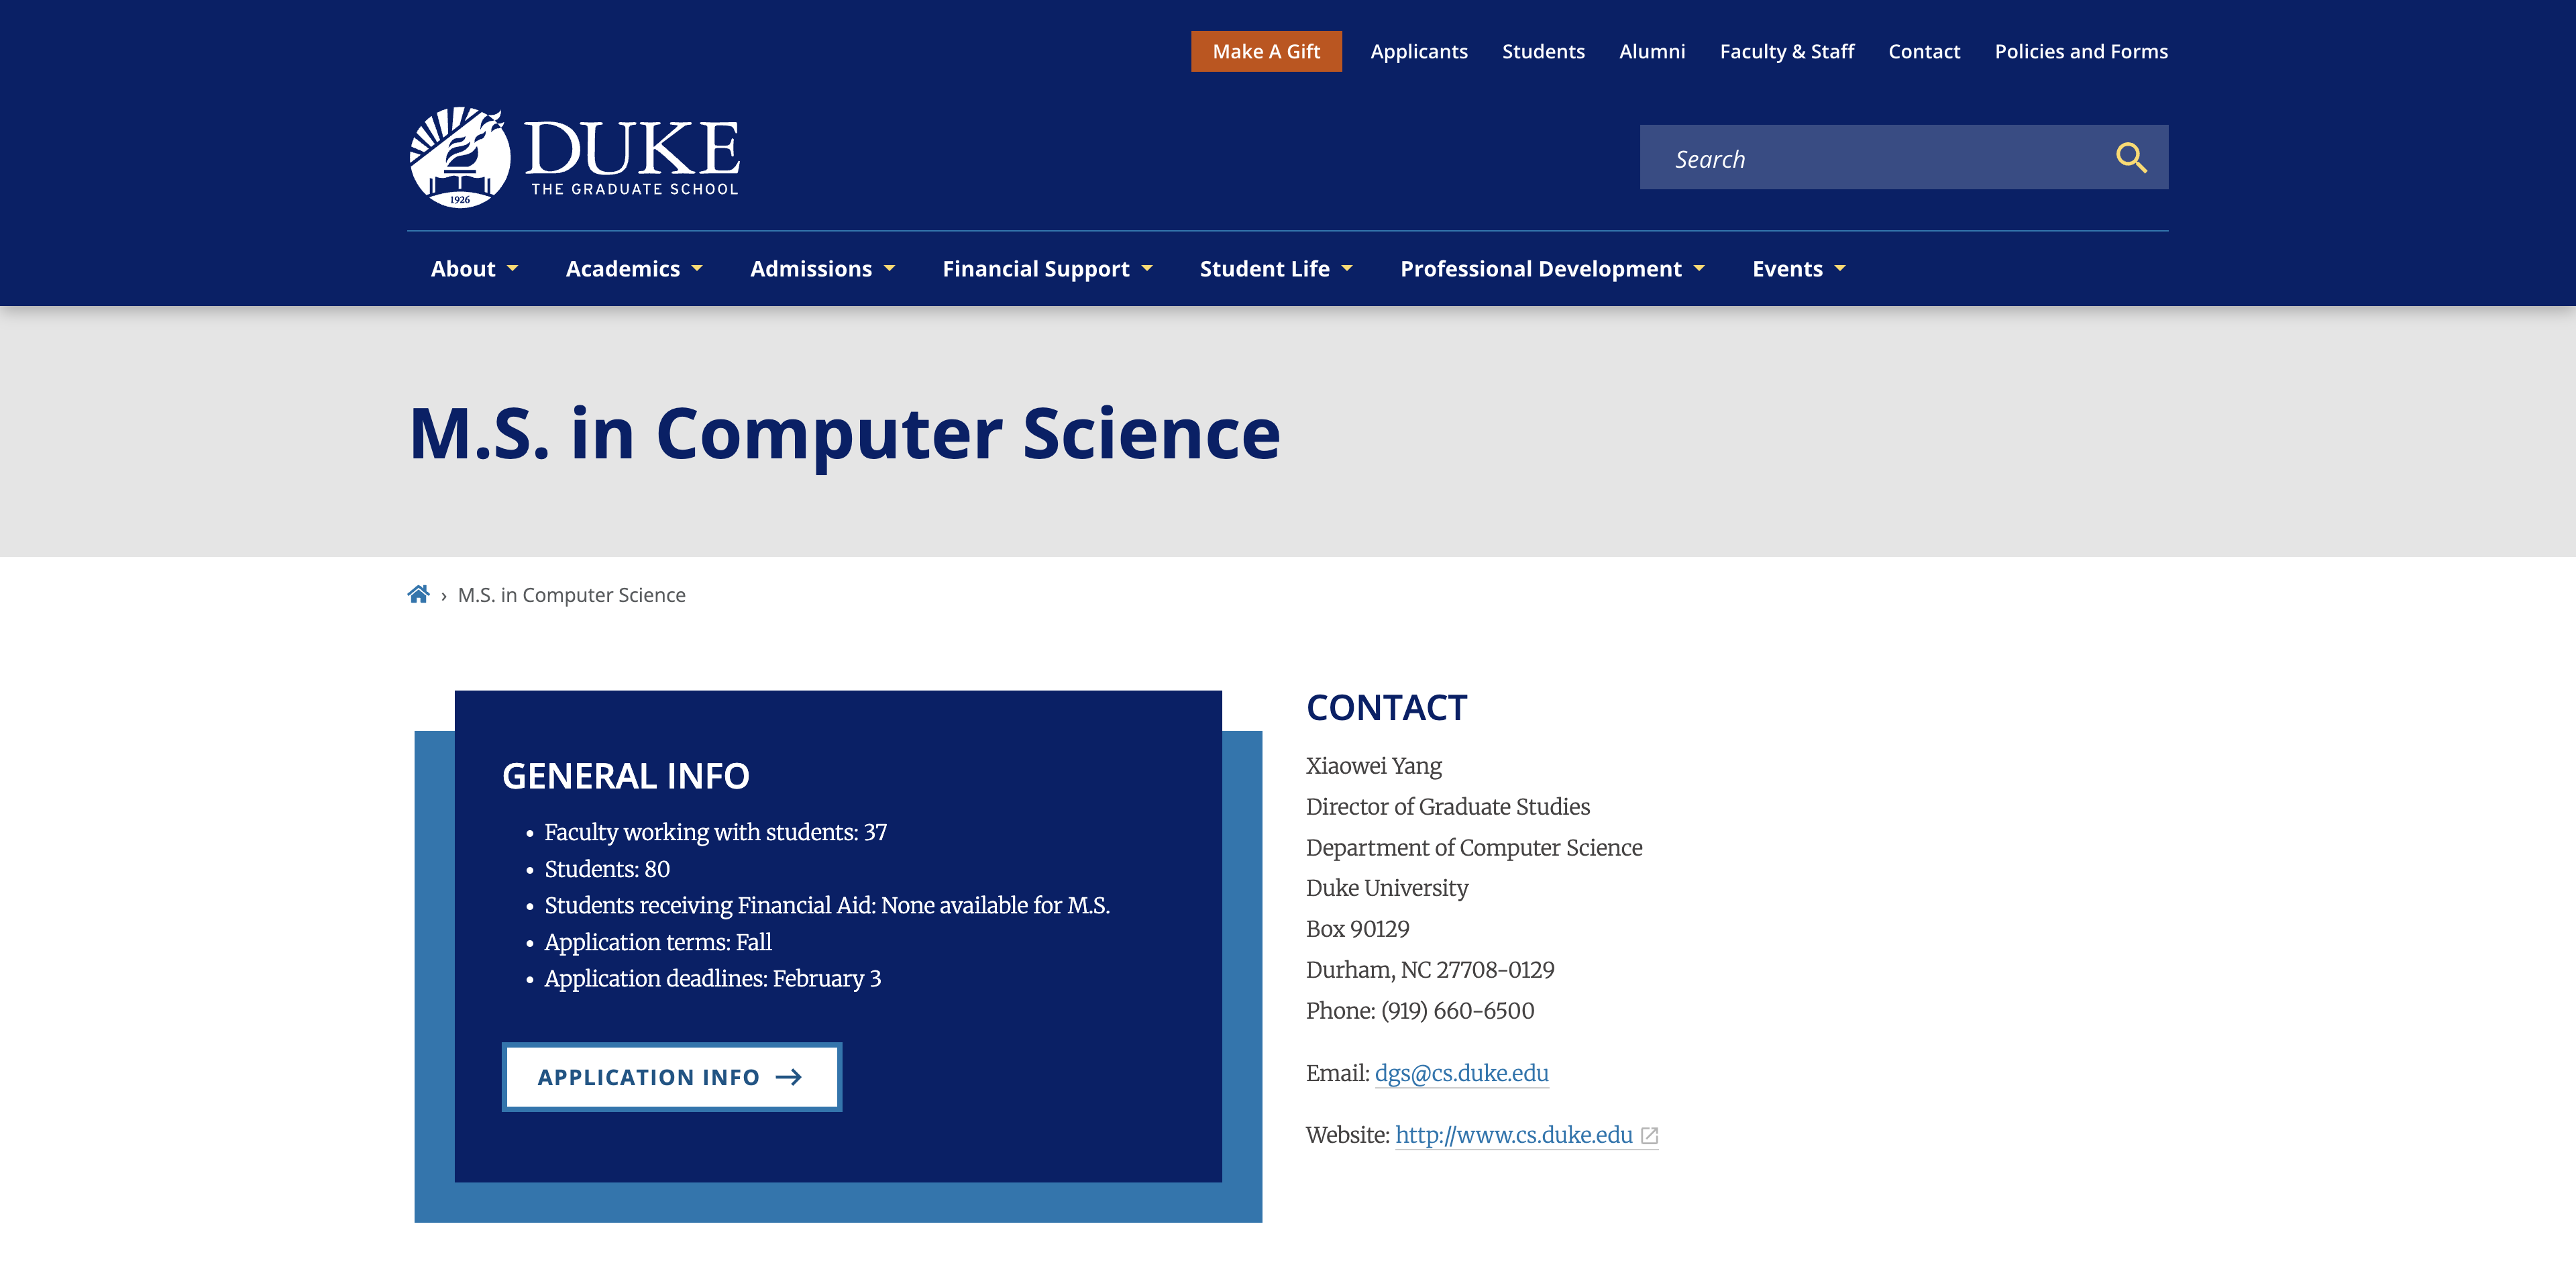 Make A Gift
Applicants
Students
Alumni
Faculty & Staff
Contact
Policies and Forms
1926
DUKE
THE GRADUATE SCHOOL
Search
About
Academics
Admissions
Financial Support
Student Life
Professional Development
Events
M.S. in Computer Science
› M.S. in Computer Science
GENERAL INFO
• Faculty working with students: 37
• Students: 80
• Students receiving Financial Aid: None available for M.S.
• Application terms: Fall
• Application deadlines: February 3
APPLICATION INFO →
CONTACT
Xiaowei Yang
Director of Graduate Studies
Department of Computer Science
Duke University
Box 90129
Durham, NC 27708-0129
Phone: (919) 660-6500
Email: dgs@cs.duke.edu
Website: http://www.cs.duke.edu